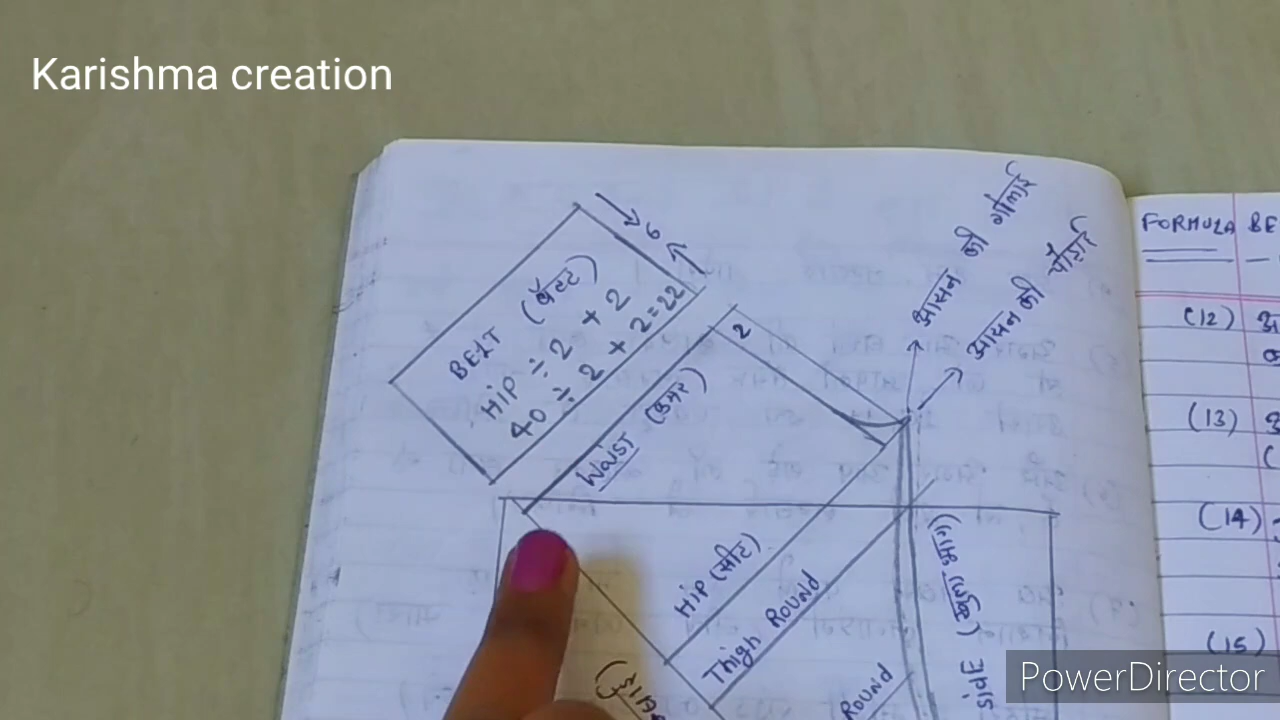 Karishma creation
6
BELT (बॅल्ट)
HIP ÷ 2 + 2
40 ÷ 2 + 2 = 22
2
WAIST (कमर)
आसन की गोलाई
आसन की चौड़ाई
HIP (सीट)
Thigh ROUND
ROUND
SIDE
FORMULA BE
(12)
(13)
(14)
(15)
PowerDirector